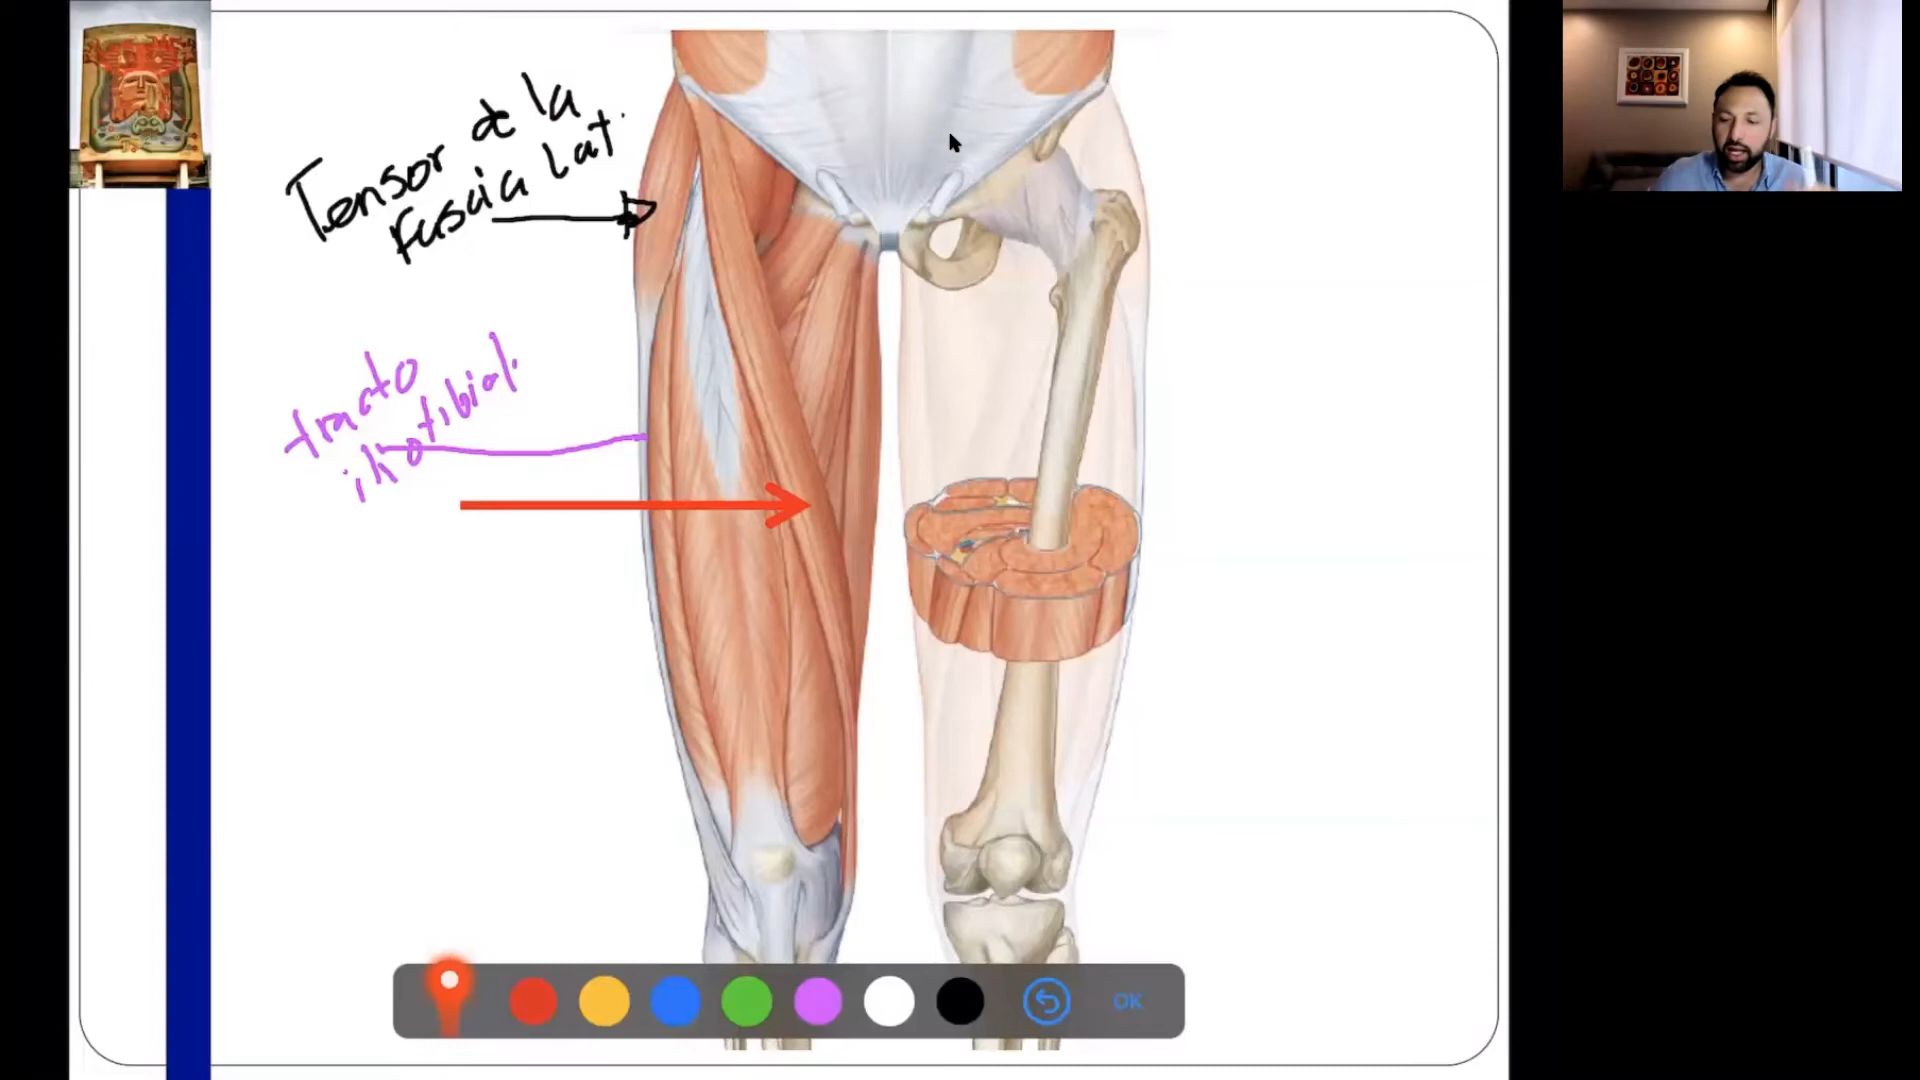 Tensor de la
Fascia Lat.
tracto
iliotibial.
OK